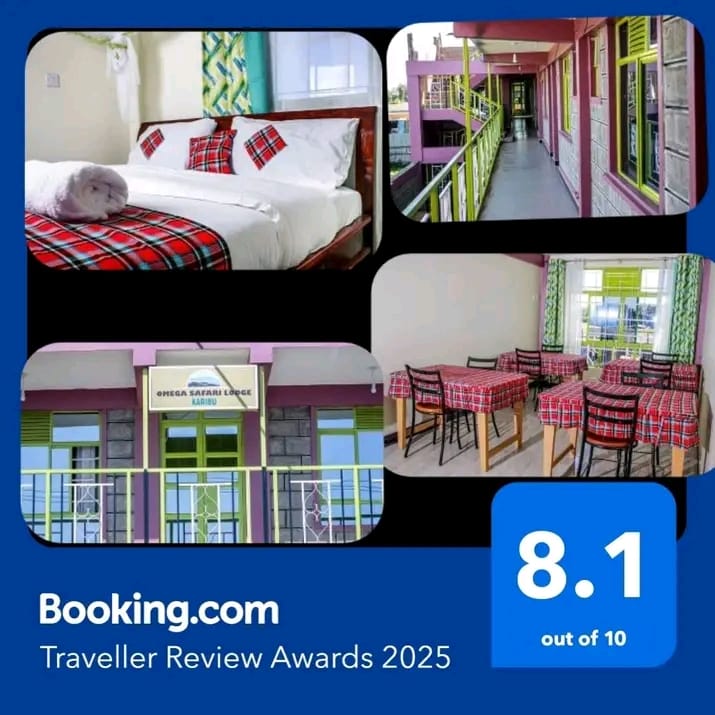 OMEGA SAFARI LODGE
KARIBU
8.1
out of 10
Booking.com
Traveller Review Awards 2025